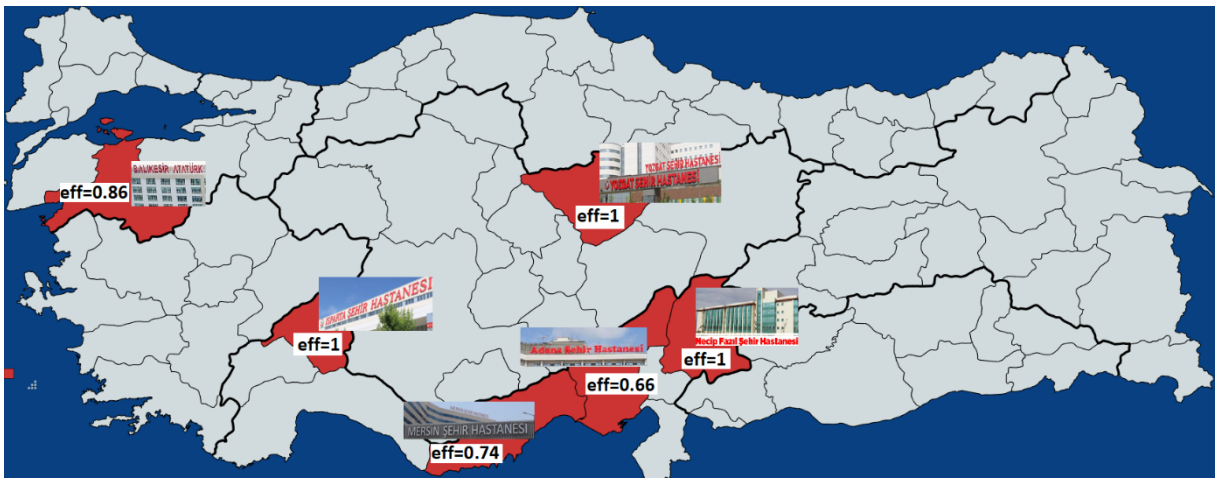 YOZGAT ŞEHİR HASTANESİ
YOZGAT ŞEHİR HASTANESİ
BALIKESİR ATATÜRK
eff=0.86
eff=1
ISPARTA ŞEHİR HASTANESİ
eff=1
Adana Şehir Hastanesi
Necip Fazıl Şehir Hastanesi
eff=1
eff=0.66
MERSİN ŞEHİR HASTANESİ
eff=0.74